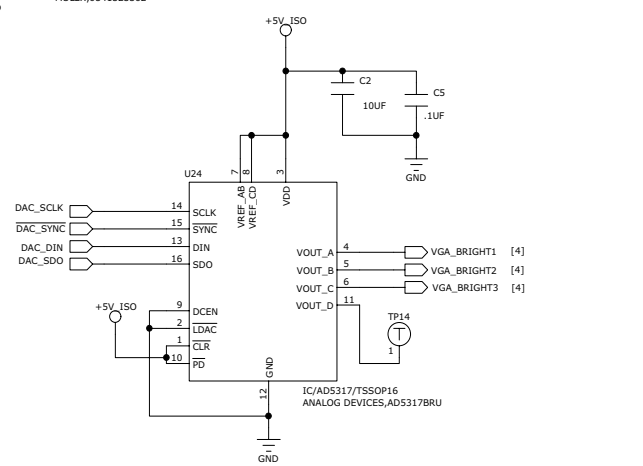 +5V_ISO
C2
10UF
C5
.1UF
GND
U24
7
8
3
VREF_AB
VREF_CD
VDD
DAC_SCLK 14 SCLK
DAC_SYNC 15 SYNC
DAC_DIN 13 DIN
DAC_SDO 16 SDO
VOUT_A 4 VGA_BRIGHT1 [4]
VOUT_B 5 VGA_BRIGHT2 [4]
VOUT_C 6 VGA_BRIGHT3 [4]
VOUT_D 11
+5V_ISO
9 DCEN
2 LDAC
1 CLR
10 PD
TP14
T
1
GND
12
IC/AD5317/TSSOP16
ANALOG DEVICES,AD5317BRU
GND